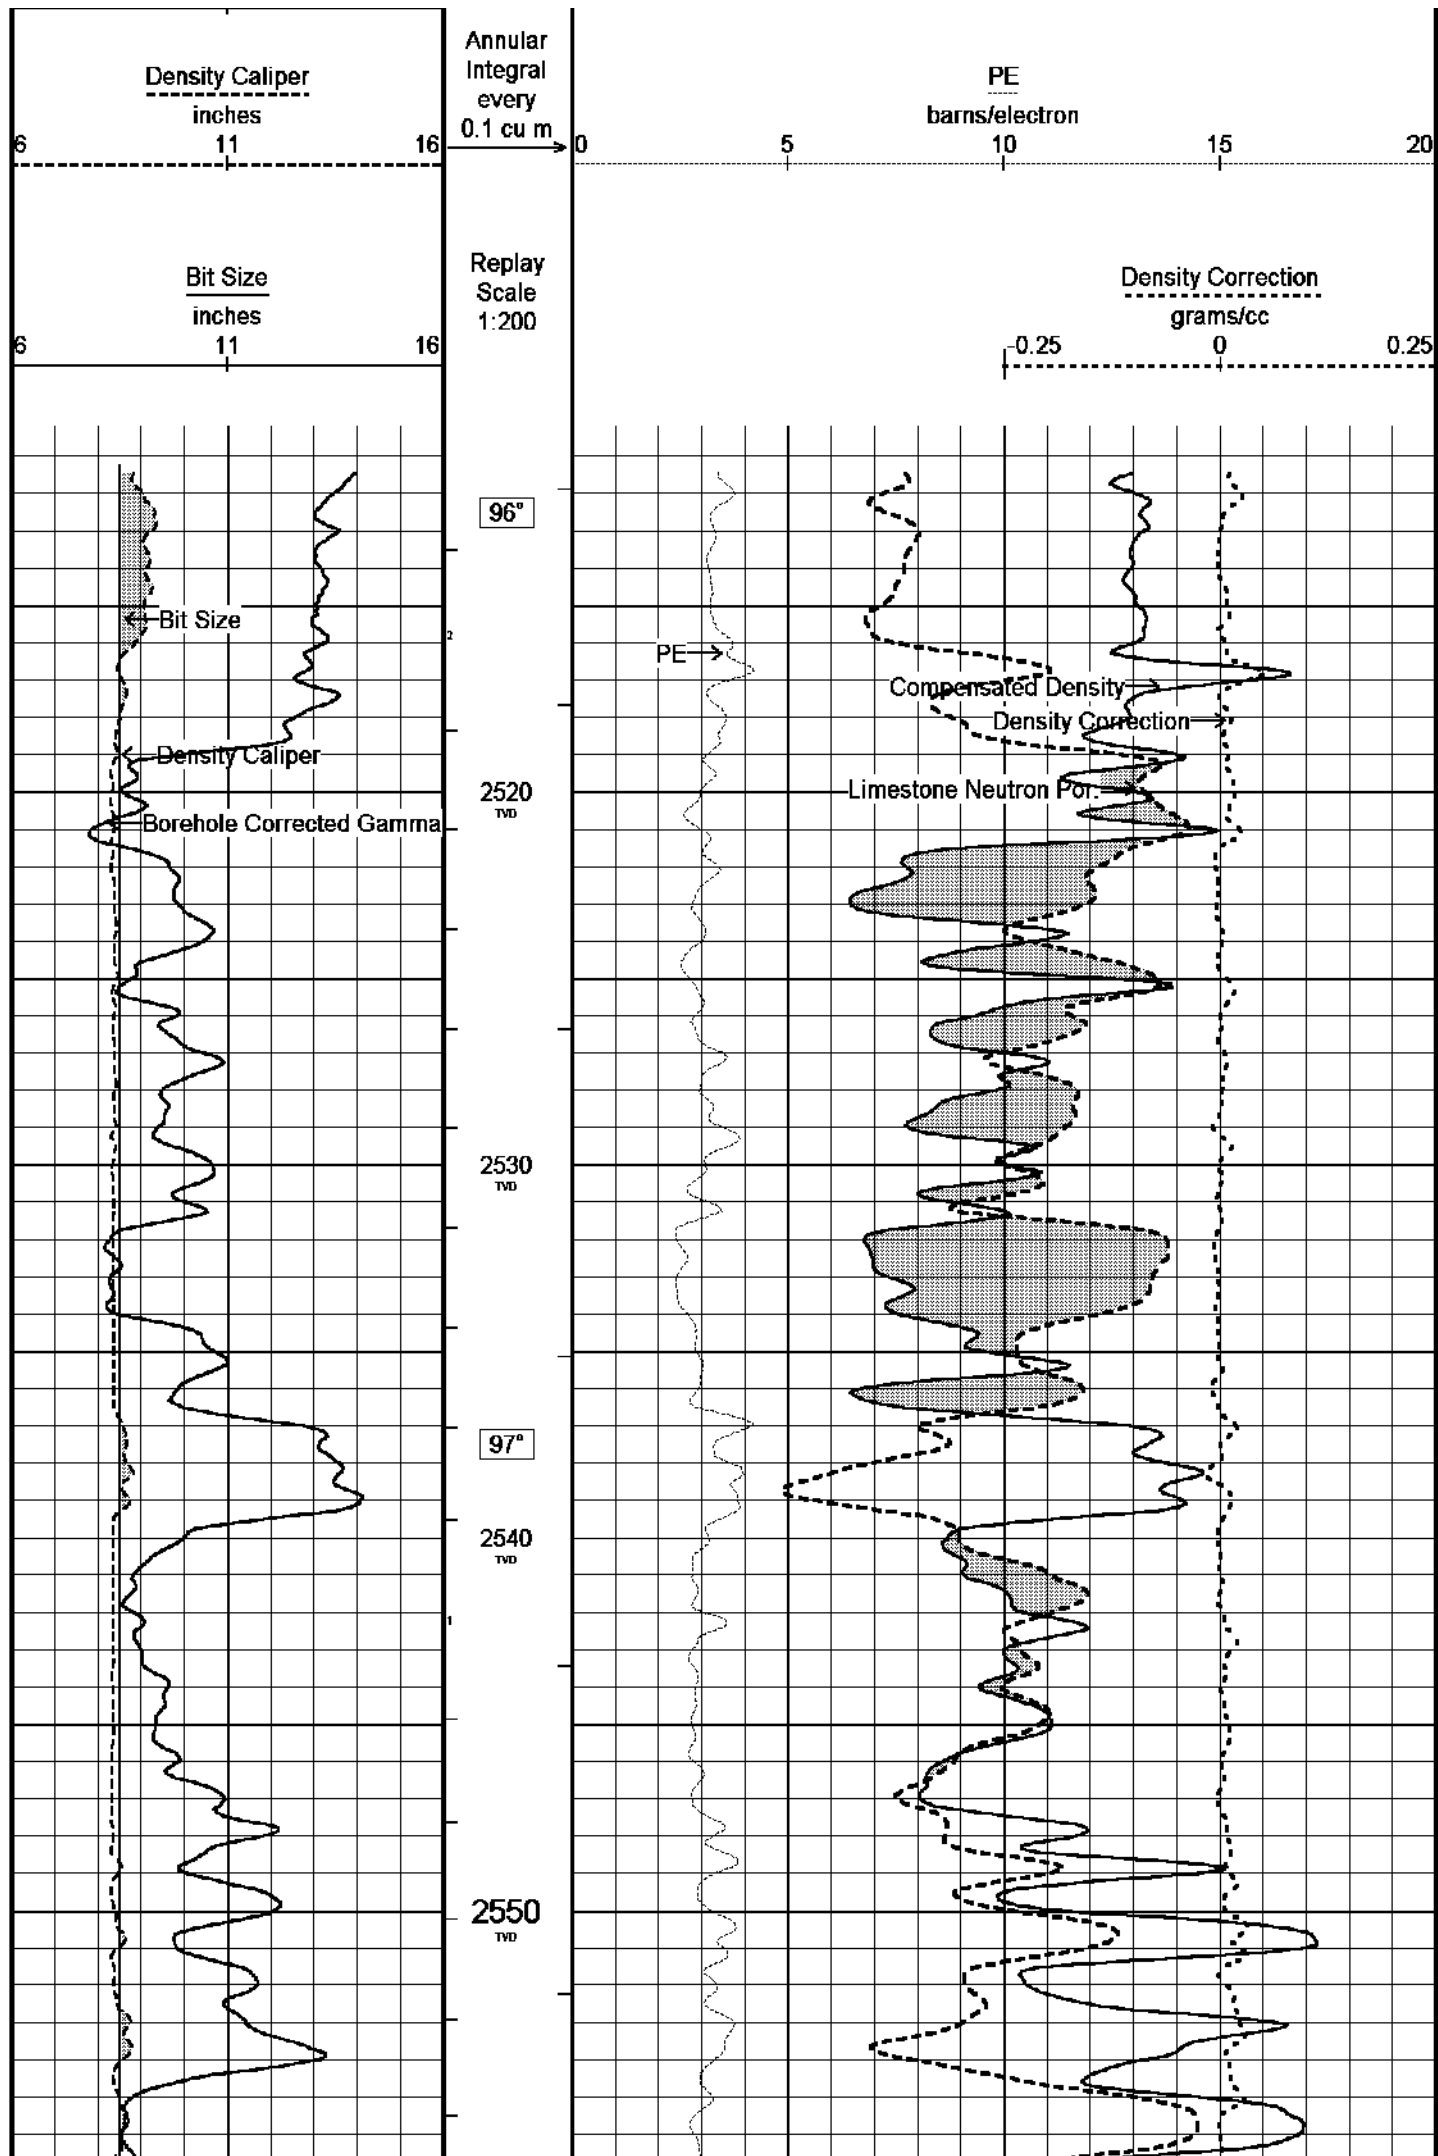 Density Caliper
inches
6 11 16
Annular
Integral
every
0.1 cu m
PE
barns/electron
0 5 10 15 20
Bit Size
inches
6 11 16
Replay
Scale
1:200
Density Correction
grams/cc
-0.25 0 0.25
96°
Bit Size
2
PE
Compensated Density
Density Correction
Density Caliper
2520
TVD
Limestone Neutron Por.
Borehole Corrected Gamma
2530
TVD
97°
2540
TVD
1
2550
TVD